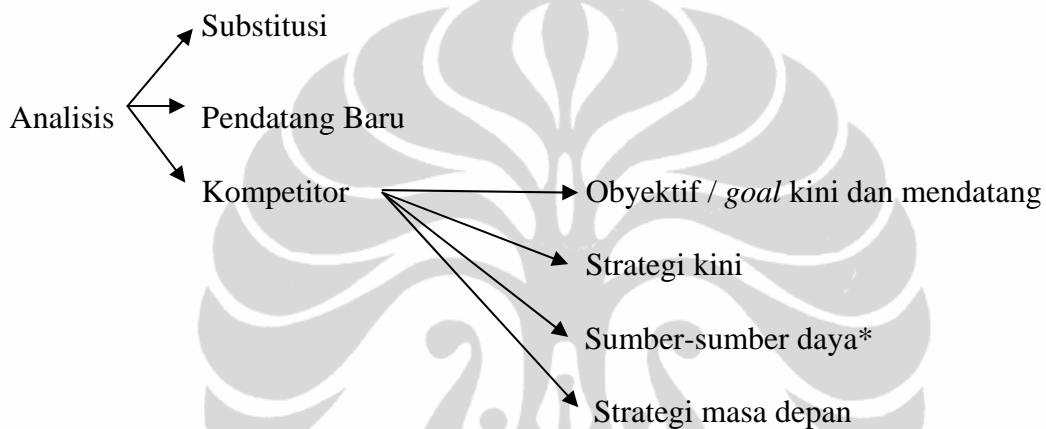 Substitusi
Analisis
Pendatang Baru
Kompetitor
Obyektif / goal kini dan mendatang
Strategi kini
Sumber-sumber daya*
Strategi masa depan